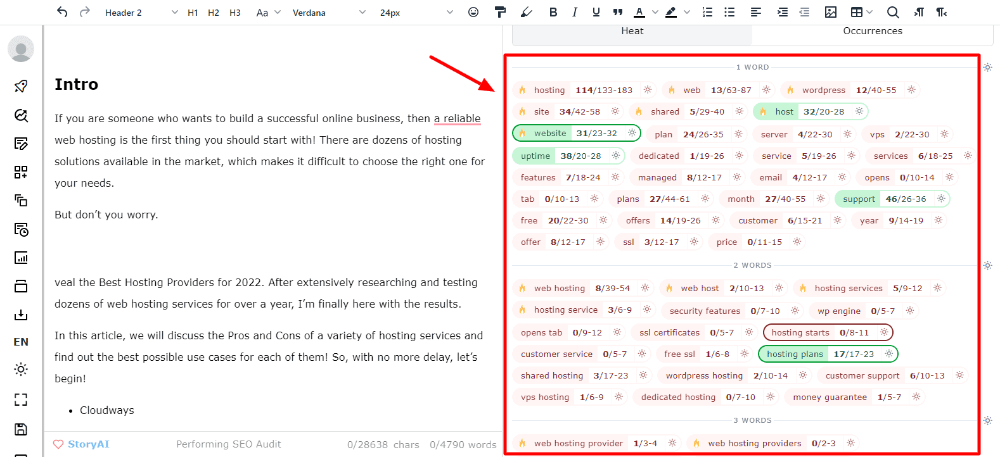 Header 2 H1 H2 H3 Aa Verdana 24px B I U A
Heat Occurrences
Intro
If you are someone who wants to build a successful online business, then a reliable
web hosting is the first thing you should start with! There are dozens of hosting
solutions available in the market, which makes it difficult to choose the right one for
your needs.
But don’t you worry.
veal the Best Hosting Providers for 2022. After extensively researching and testing
dozens of web hosting services for over a year, I’m finally here with the results.
In this article, we will discuss the Pros and Cons of a variety of hosting services and
find out the best possible use cases for each of them! So, with no more delay, let’s
begin!
• Cloudways
EN
StoryAI Performing SEO Audit 0/28638 chars 0/4790 words
1 WORD
hosting 114/133-183 web 13/63-87 wordpress 12/40-55
site 34/42-58 shared 5/29-40 host 32/20-28
website 31/23-32 plan 24/26-35 server 4/22-30 vps 2/22-30
uptime 38/20-28 dedicated 1/19-26 service 5/19-26 services 6/18-25
features 7/18-24 managed 8/12-17 email 4/12-17 opens 0/10-14
tab 0/10-13 plans 27/44-61 month 27/40-55 support 46/26-36
free 20/22-30 offers 14/19-26 customer 6/15-21 year 9/14-19
offer 8/12-17 ssl 3/12-17 price 0/11-15
2 WORDS
web hosting 8/39-54 web host 2/10-13 hosting services 5/9-12
hosting service 3/6-9 security features 0/7-10 wp engine 0/5-7
opens tab 0/9-12 ssl certificates 0/5-7 hosting starts 0/8-11
customer service 0/5-7 free ssl 1/6-8 hosting plans 17/17-23
shared hosting 3/17-23 wordpress hosting 2/10-14 customer support 6/10-13
vps hosting 1/6-9 dedicated hosting 0/7-10 money guarantee 1/5-7
3 WORDS
web hosting provider 1/3-4 web hosting providers 0/2-3